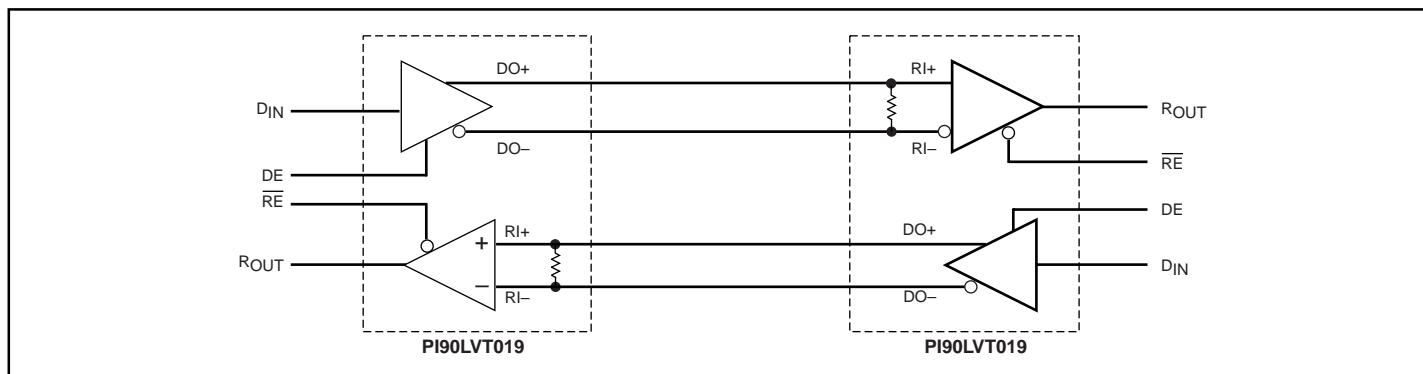 DO+ RI+
DIN ROUT
DO– RI–
DE RE
RE DE
RI+ DO+
+
ROUT DIN
–
RI– DO–
PI90LVT019 PI90LVT019